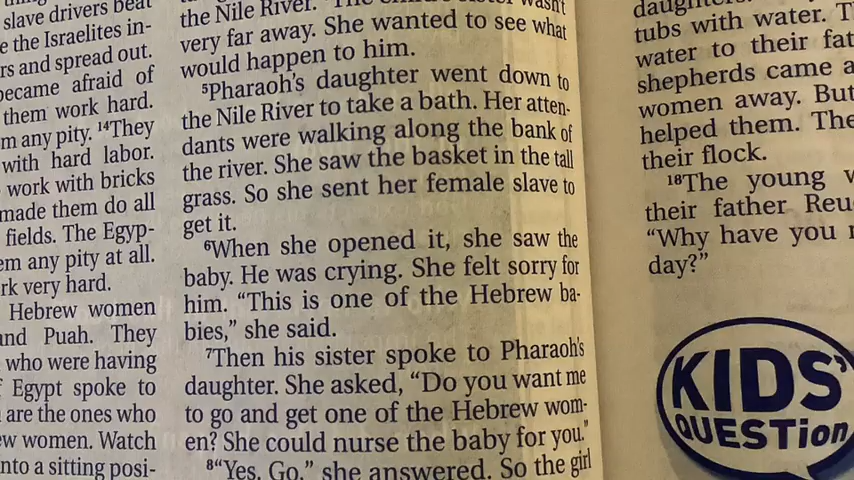 slave drivers beat
e the Israelites in-
rs and spread out.
became afraid of
them work hard.
m any pity. ¹⁴They
with hard labor.
work with bricks
made them do all
fields. The Egyp-
em any pity at all.
rk very hard.
Hebrew women
and Puah. They
who were having
Egypt spoke to
are the ones who
ew women. Watch
nto a sitting posi-
the Nile River. The child's sister wasn't
very far away. She wanted to see what
would happen to him.
⁵Pharaoh's daughter went down to
the Nile River to take a bath. Her atten-
dants were walking along the bank of
the river. She saw the basket in the tall
grass. So she sent her female slave to
get it.
⁶When she opened it, she saw the
baby. He was crying. She felt sorry for
him. “This is one of the Hebrew ba-
bies,” she said.
⁷Then his sister spoke to Pharaoh's
daughter. She asked, “Do you want me
to go and get one of the Hebrew wom-
en? She could nurse the baby for you.”
⁸“Yes. Go,” she answered. So the girl
daughters.
tubs with water. T
water to their fat
shepherds came a
women away. But
helped them. The
their flock.
¹⁸The young w
their father Reu
“Why have you r
day?”
KIDS'
QUESTion